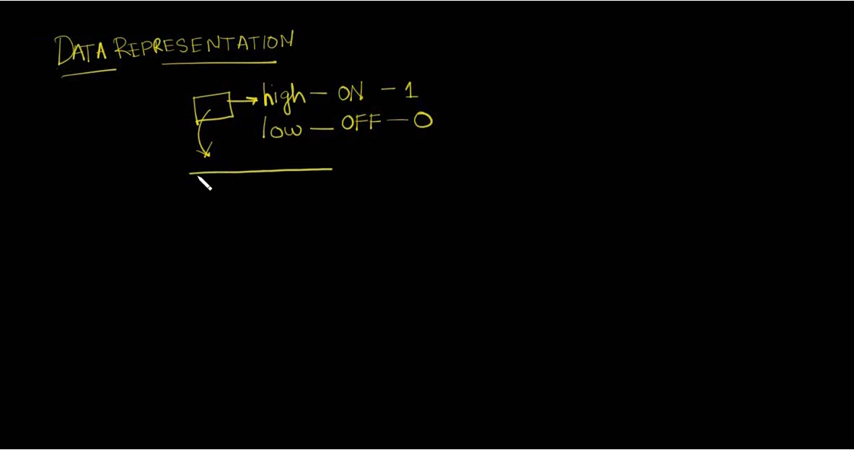 DATA REPRESENTATION
high — ON — 1
low — OFF — 0